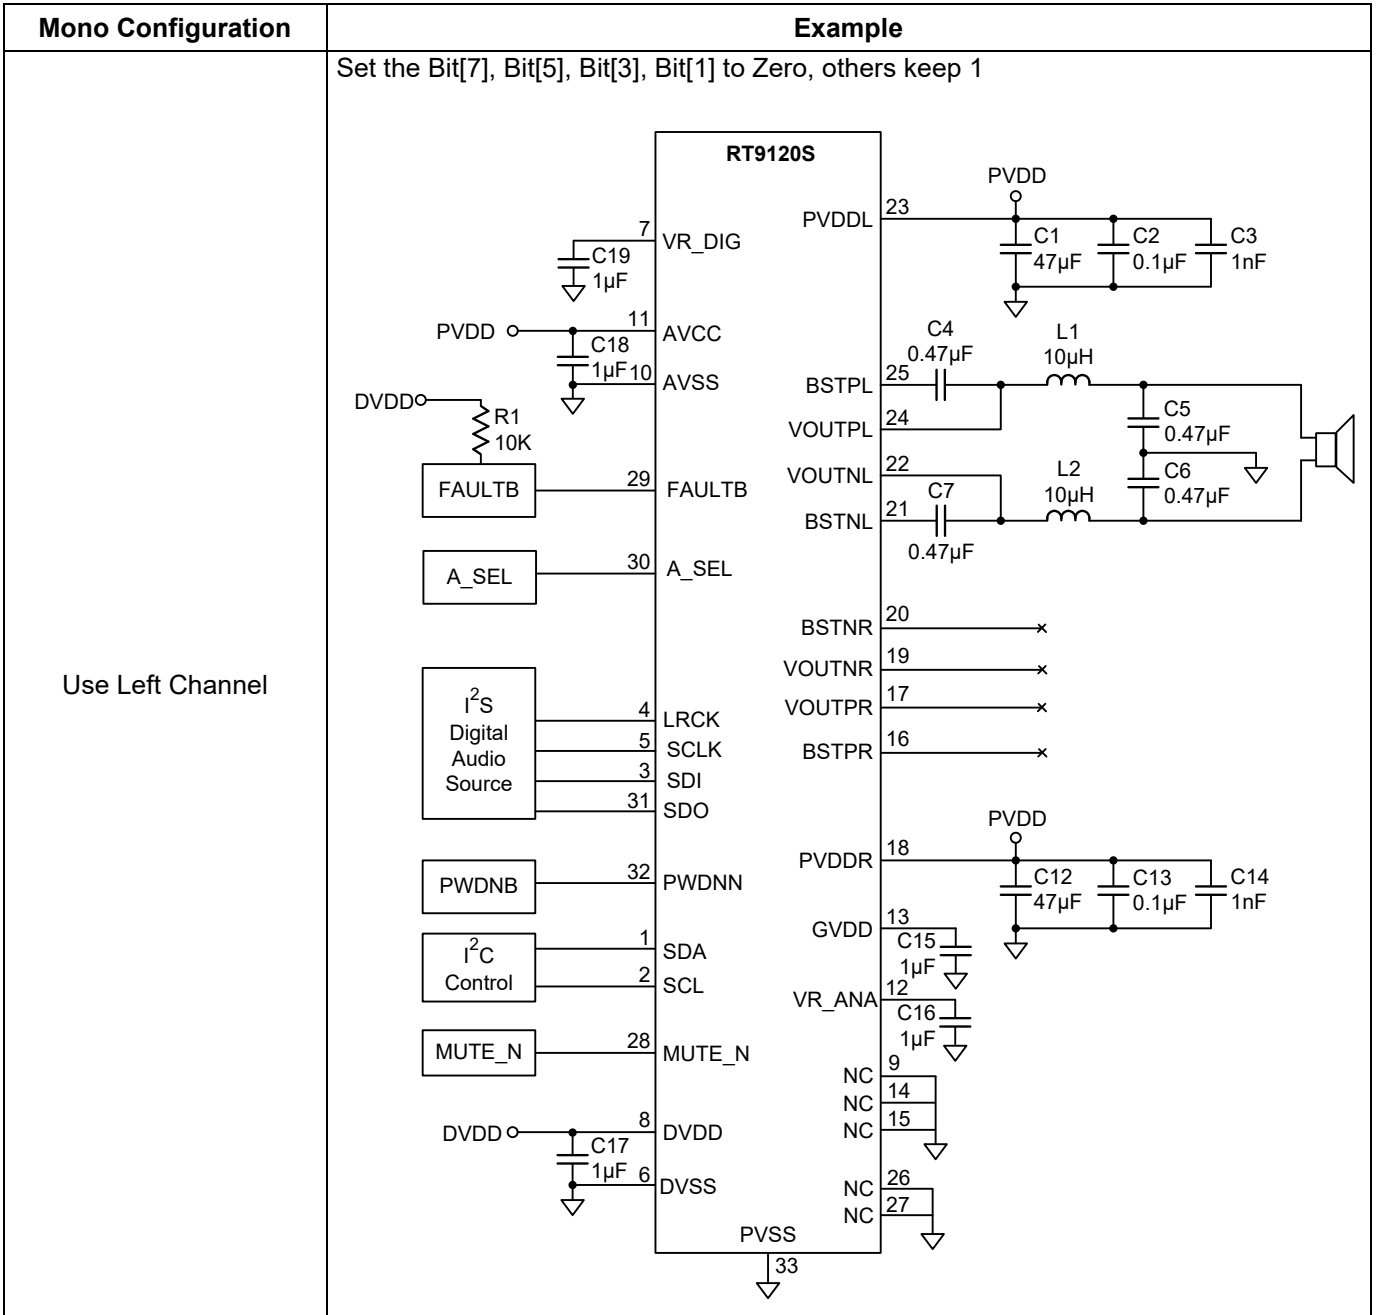 Mono Configuration
Example
Set the Bit[7], Bit[5], Bit[3], Bit[1] to Zero, others keep 1
Use Left Channel
RT9120S
7
VR_DIG
C19
1µF
PVDD
11
AVCC
C18
1µF
10
AVSS
DVDD
R1
10K
FAULTB
29
FAULTB
A_SEL
30
A_SEL
I2S
Digital
Audio
Source
4
LRCK
5
SCLK
3
SDI
31
SDO
PWDNB
32
PWDNN
I2C
Control
1
SDA
2
SCL
MUTE_N
28
MUTE_N
DVDD
8
DVDD
C17
1µF
6
DVSS
PVSS
33
PVDD
PVDDL
23
C1
47µF
C2
0.1µF
C3
1nF
C4
0.47µF
L1
10µH
BSTPL
25
VOUTPL
24
C5
0.47µF
VOUTNL
22
L2
10µH
C6
0.47µF
BSTNL
21
C7
0.47µF
BSTNR
20
VOUTNR
19
VOUTPR
17
BSTPR
16
PVDD
PVDDR
18
C12
47µF
C13
0.1µF
C14
1nF
GVDD
13
C15
1µF
VR_ANA
12
C16
1µF
NC
9
NC
14
NC
15
NC
26
NC
27